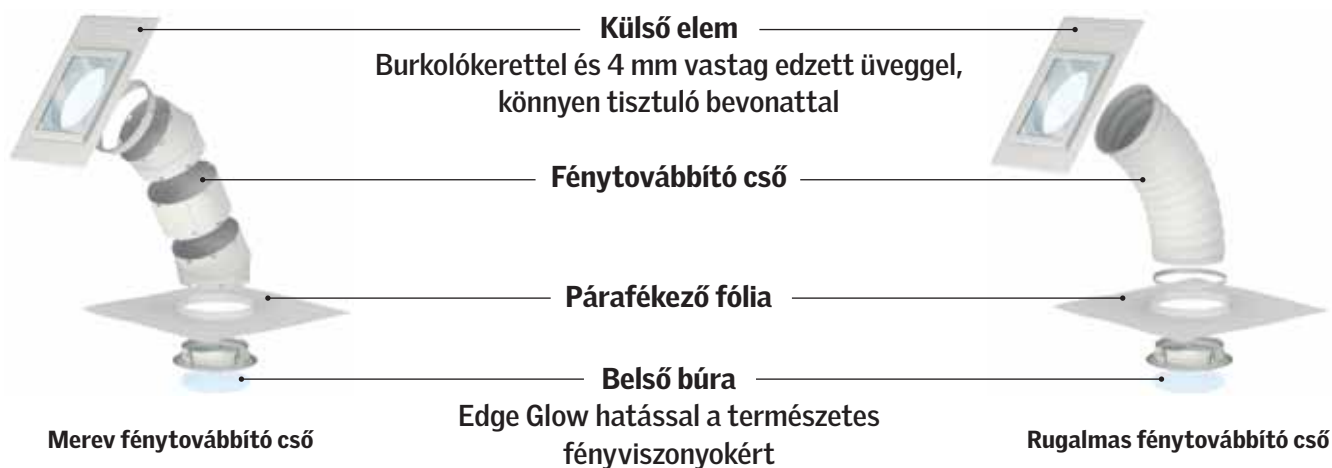 Külső elem
Burkolókerettel és 4 mm vastag edzett üveggel,
könnyen tisztuló bevonattal
Fénytovábbító cső
Párafékező fólia
Belső búra
Edge Glow hatással a természetes
fényviszonyokért
Merev fénytovábbító cső
Rugalmas fénytovábbító cső